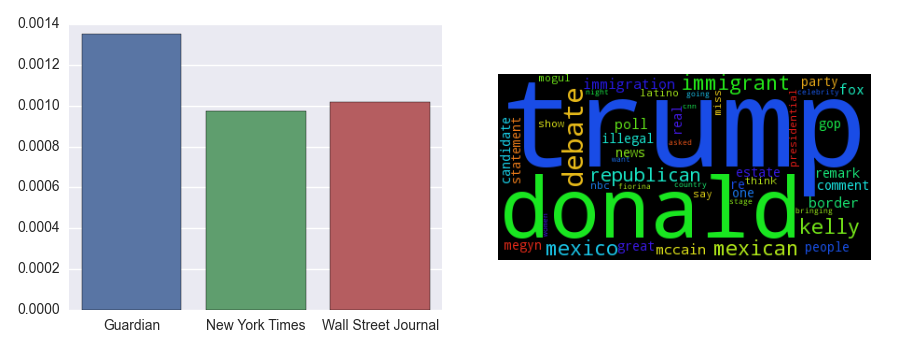 0.0014
0.0012
0.0010
0.0008
0.0006
0.0004
0.0002
0.0000
Guardian New York Times Wall Street Journal
mogul immigration immigrant party
night latino going miss celebrity fox
trump
candidate statement debate show poll real cnn presidential gop
illegal asked
news want
republican estate remark
nbc fiorina country re think comment
donald
say one stage border
bringing
kelly
megyn mexico great mccain mexican people